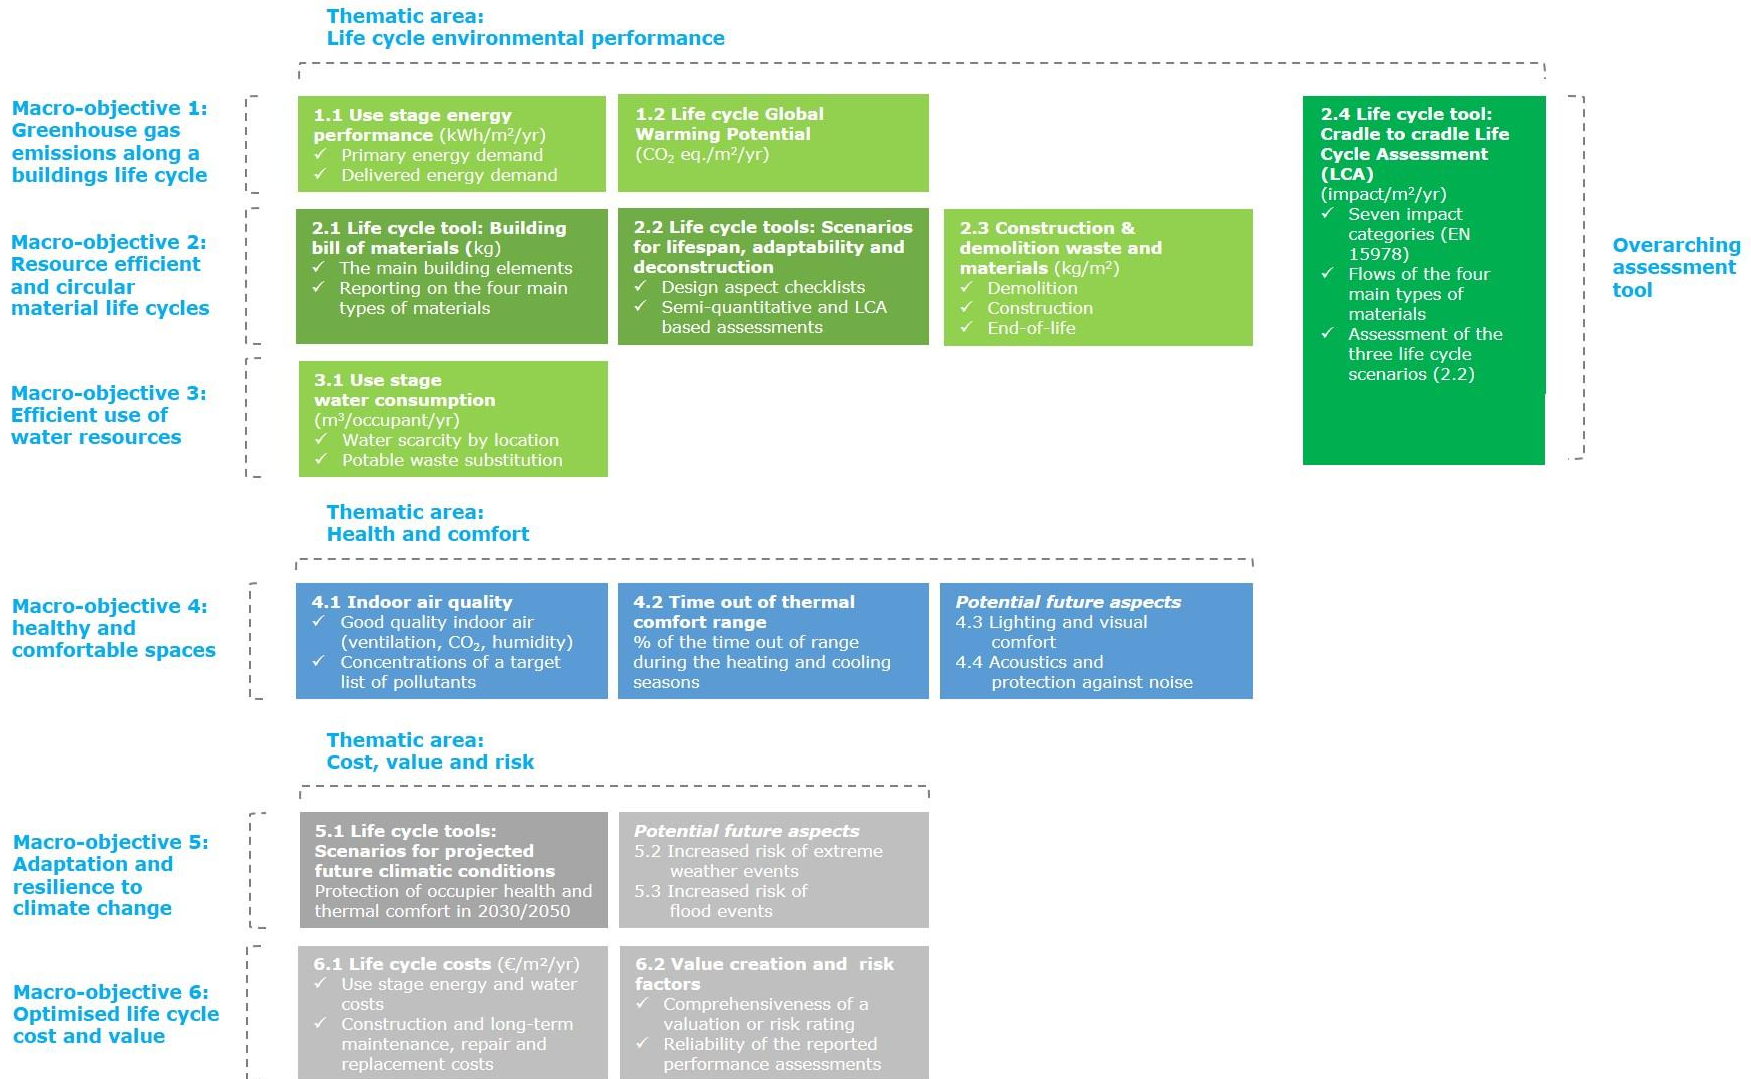 Thematic area:
Life cycle environmental performance
Macro-objective 1:
Greenhouse gas
emissions along a
buildings life cycle
1.1 Use stage energy
performance (kWh/m²/yr)
✓ Primary energy demand
✓ Delivered energy demand
1.2 Life cycle Global
Warming Potential
(CO₂ eq./m²/yr)
2.4 Life cycle tool:
Cradle to cradle Life
Cycle Assessment
(LCA)
(impact/m²/yr)
✓ Seven impact
categories (EN
15978)
✓ Flows of the four
main types of
materials
✓ Assessment of the
three life cycle
scenarios (2.2)
Overarching
assessment
tool
Macro-objective 2:
Resource efficient
and circular
material life cycles
2.1 Life cycle tool: Building
bill of materials (kg)
✓ The main building elements
✓ Reporting on the four main
types of materials
2.2 Life cycle tools: Scenarios
for lifespan, adaptability and
deconstruction
✓ Design aspect checklists
✓ Semi-quantitative and LCA
based assessments
2.3 Construction &
demolition waste and
materials (kg/m²)
✓ Demolition
✓ Construction
✓ End-of-life
Macro-objective 3:
Efficient use of
water resources
3.1 Use stage
water consumption
(m³/occupant/yr)
✓ Water scarcity by location
✓ Potable waste substitution
Thematic area:
Health and comfort
Macro-objective 4:
healthy and
comfortable spaces
4.1 Indoor air quality
✓ Good quality indoor air
(ventilation, CO₂, humidity)
✓ Concentrations of a target
list of pollutants
4.2 Time out of thermal
comfort range
% of the time out of range
during the heating and cooling
seasons
Potential future aspects
4.3 Lighting and visual
comfort
4.4 Acoustics and
protection against noise
Thematic area:
Cost, value and risk
Macro-objective 5:
Adaptation and
resilience to
climate change
5.1 Life cycle tools:
Scenarios for projected
future climatic conditions
Protection of occupier health and
thermal comfort in 2030/2050
Potential future aspects
5.2 Increased risk of extreme
weather events
5.3 Increased risk of
flood events
Macro-objective 6:
Optimised life cycle
cost and value
6.1 Life cycle costs (€/m²/yr)
✓ Use stage energy and water
costs
✓ Construction and long-term
maintenance, repair and
replacement costs
6.2 Value creation and risk
factors
✓ Comprehensiveness of a
valuation or risk rating
✓ Reliability of the reported
performance assessments